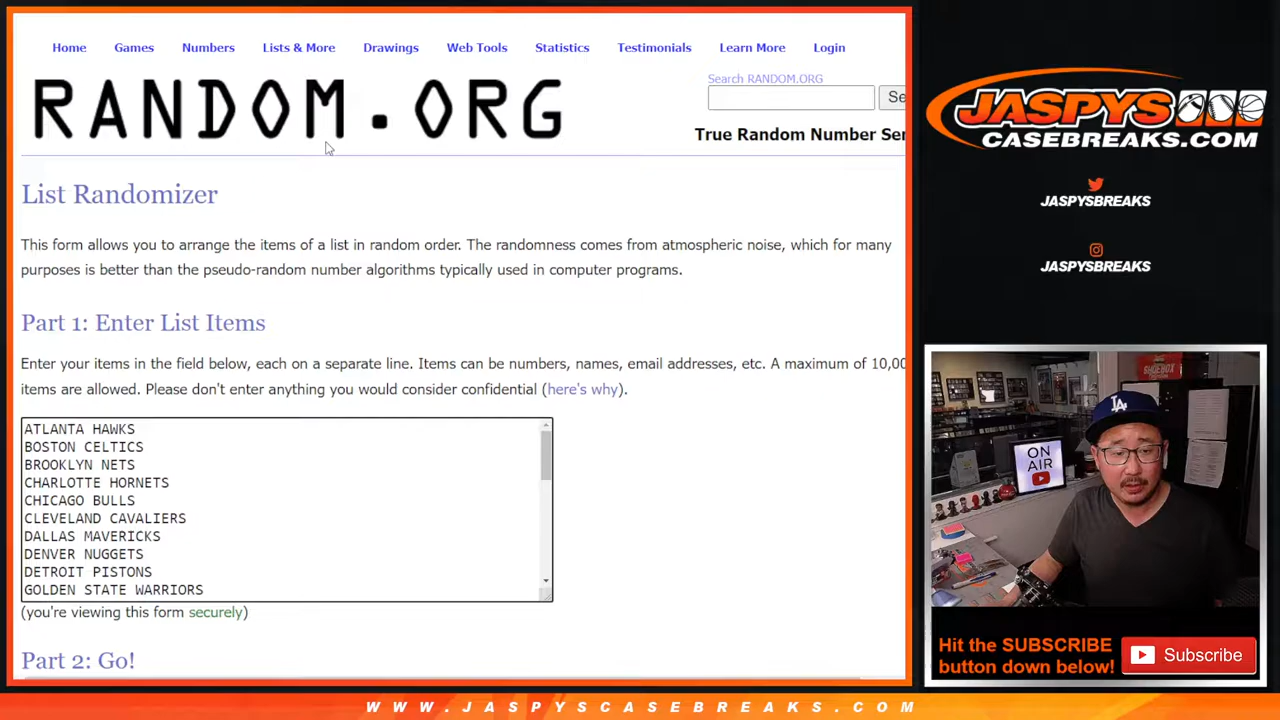 Home Games Numbers Lists & More Drawings Web Tools Statistics Testimonials Learn More Login
RANDOM.ORG
Search RANDOM.ORG
Se
True Random Number Ser
List Randomizer
This form allows you to arrange the items of a list in random order. The randomness comes from atmospheric noise, which for many
purposes is better than the pseudo-random number algorithms typically used in computer programs.
Part 1: Enter List Items
Enter your items in the field below, each on a separate line. Items can be numbers, names, email addresses, etc. A maximum of 10,00
items are allowed. Please don't enter anything you would consider confidential (here's why).
ATLANTA HAWKS
BOSTON CELTICS
BROOKLYN NETS
CHARLOTTE HORNETS
CHICAGO BULLS
CLEVELAND CAVALIERS
DALLAS MAVERICKS
DENVER NUGGETS
DETROIT PISTONS
GOLDEN STATE WARRIORS
(you're viewing this form securely)
Part 2: Go!
JASPYS
CASEBREAKS.COM
JASPYSBREAKS
JASPYSBREAKS
SHOEBOX
LA
ON
AIR
Hit the SUBSCRIBE
button down below!
Subscribe
WWW.JASPYSCASEBREAKS.COM